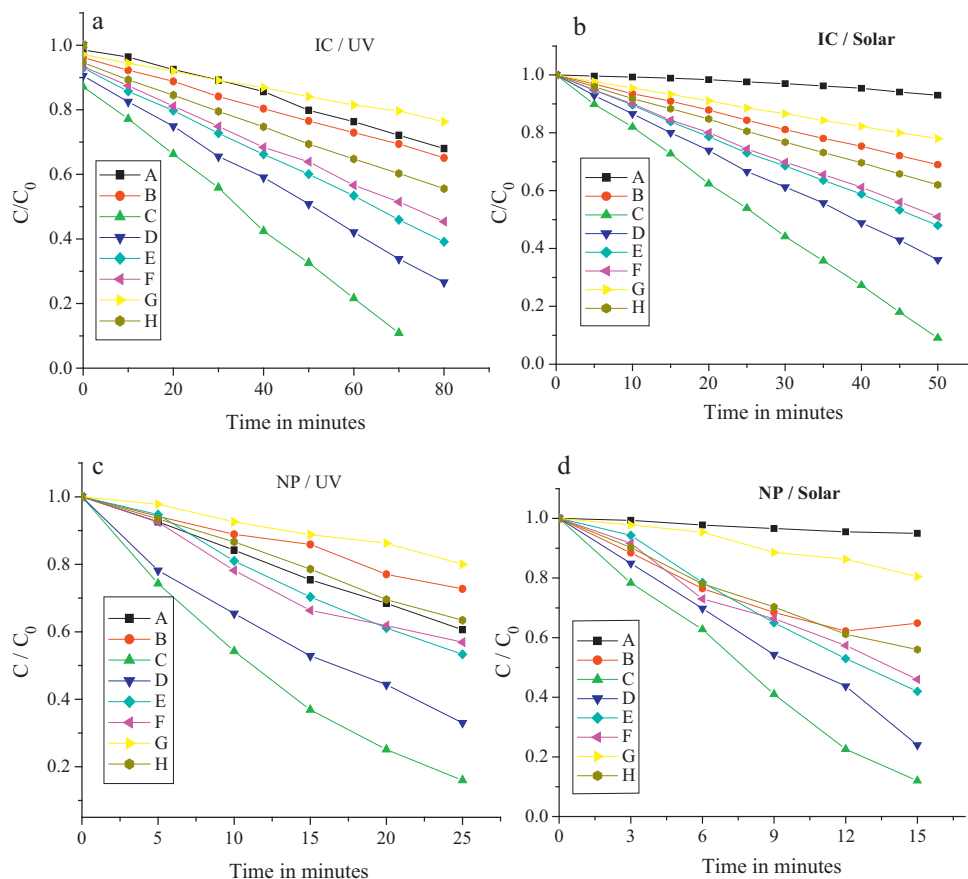 a
IC / UV
1.0
0.8
0.6
0.4
0.2
0.0
C/C0
A
B
C
D
E
F
G
H
0 20 40 60 80
Time in minutes
b
IC / Solar
1.0
0.8
0.6
0.4
0.2
0.0
C/C0
A
B
C
D
E
F
G
H
0 10 20 30 40 50
Time in minutes
c
NP / UV
1.0
0.8
0.6
0.4
0.2
C / C0
A
B
C
D
E
F
G
H
0 5 10 15 20 25
Time in minutes
d
NP / Solar
1.0
0.8
0.6
0.4
0.2
0.0
C / C0
A
B
C
D
E
F
G
H
0 3 6 9 12 15
Time in minutes